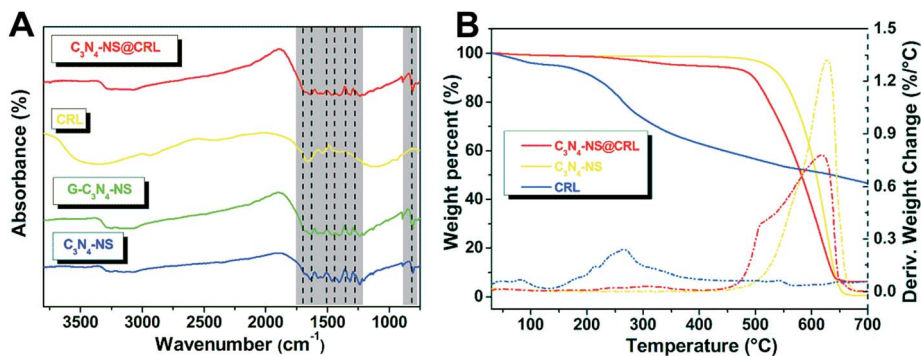 A
C₃N₄-NS@CRL
CRL
G-C₃N₄-NS
C₃N₄-NS
Absorbance (%)
3500 3000 2500 2000 1500 1000
Wavenumber (cm⁻¹)
B
100
80
60
40
20
0
Weight percent (%)
C₃N₄-NS@CRL
C₃N₄-NS
CRL
1.5
1.2
0.9
0.6
0.3
0.0
Deriv. Weight Change (%/°C)
100 200 300 400 500 600 700
Temperature (°C)